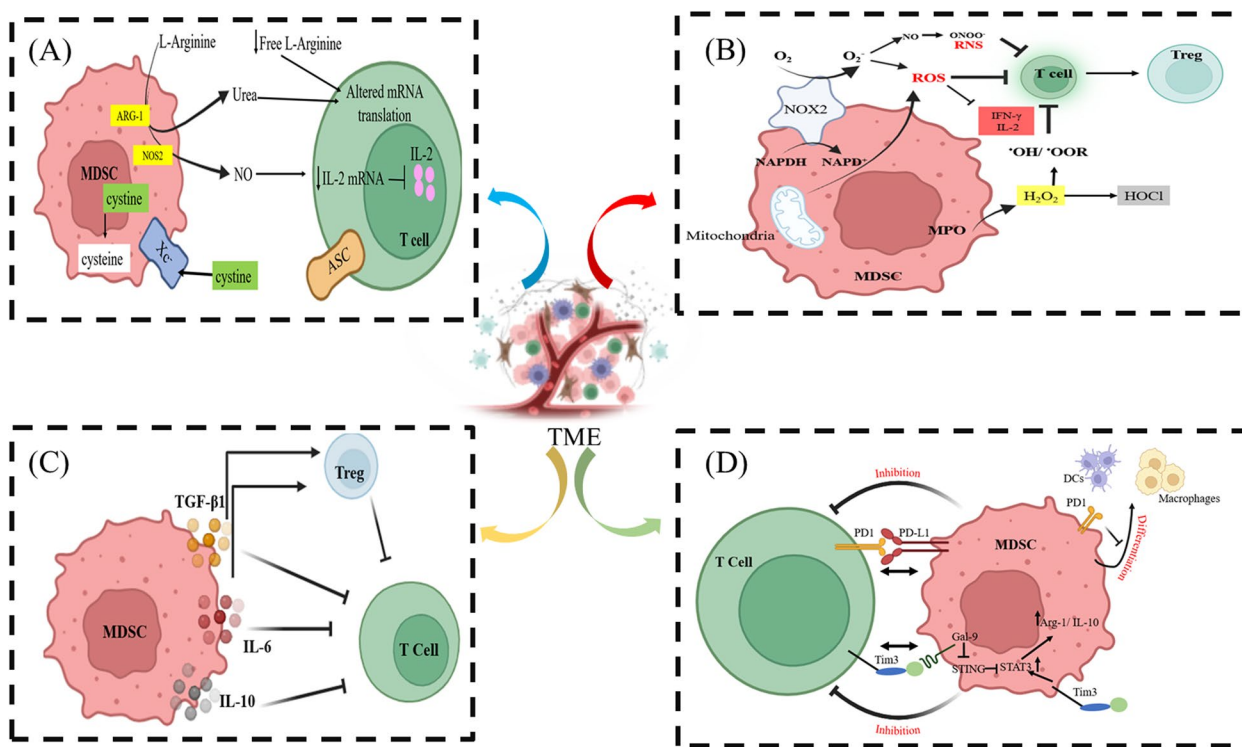 (A)
L-Arginine
Free L-Arginine
ARG-1
Urea
Altered mRNA
translation
NOS2
IL-2
MDSC
NO
IL-2 mRNA
cystine
T cell
cysteine
Xc-
cystine
ASC
(B)
O₂
O₂⁻
NO
ONOO⁻
RNS
ROS
T cell
Treg
NOX2
IFN-γ
IL-2
NAPDH
NAPD⁺
•OH/ •OOR
H₂O₂
HOCl
MPO
Mitochondria
MDSC
TME
(C)
TGF-β1
Treg
MDSC
IL-6
T Cell
IL-10
(D)
Inhibition
DCs
Macrophages
PD1
PD1
PD-L1
MDSC
Differentiation
T Cell
Arg-1/ IL-10
Gal-9
Tim3
STING
STAT3
Tim3
Inhibition